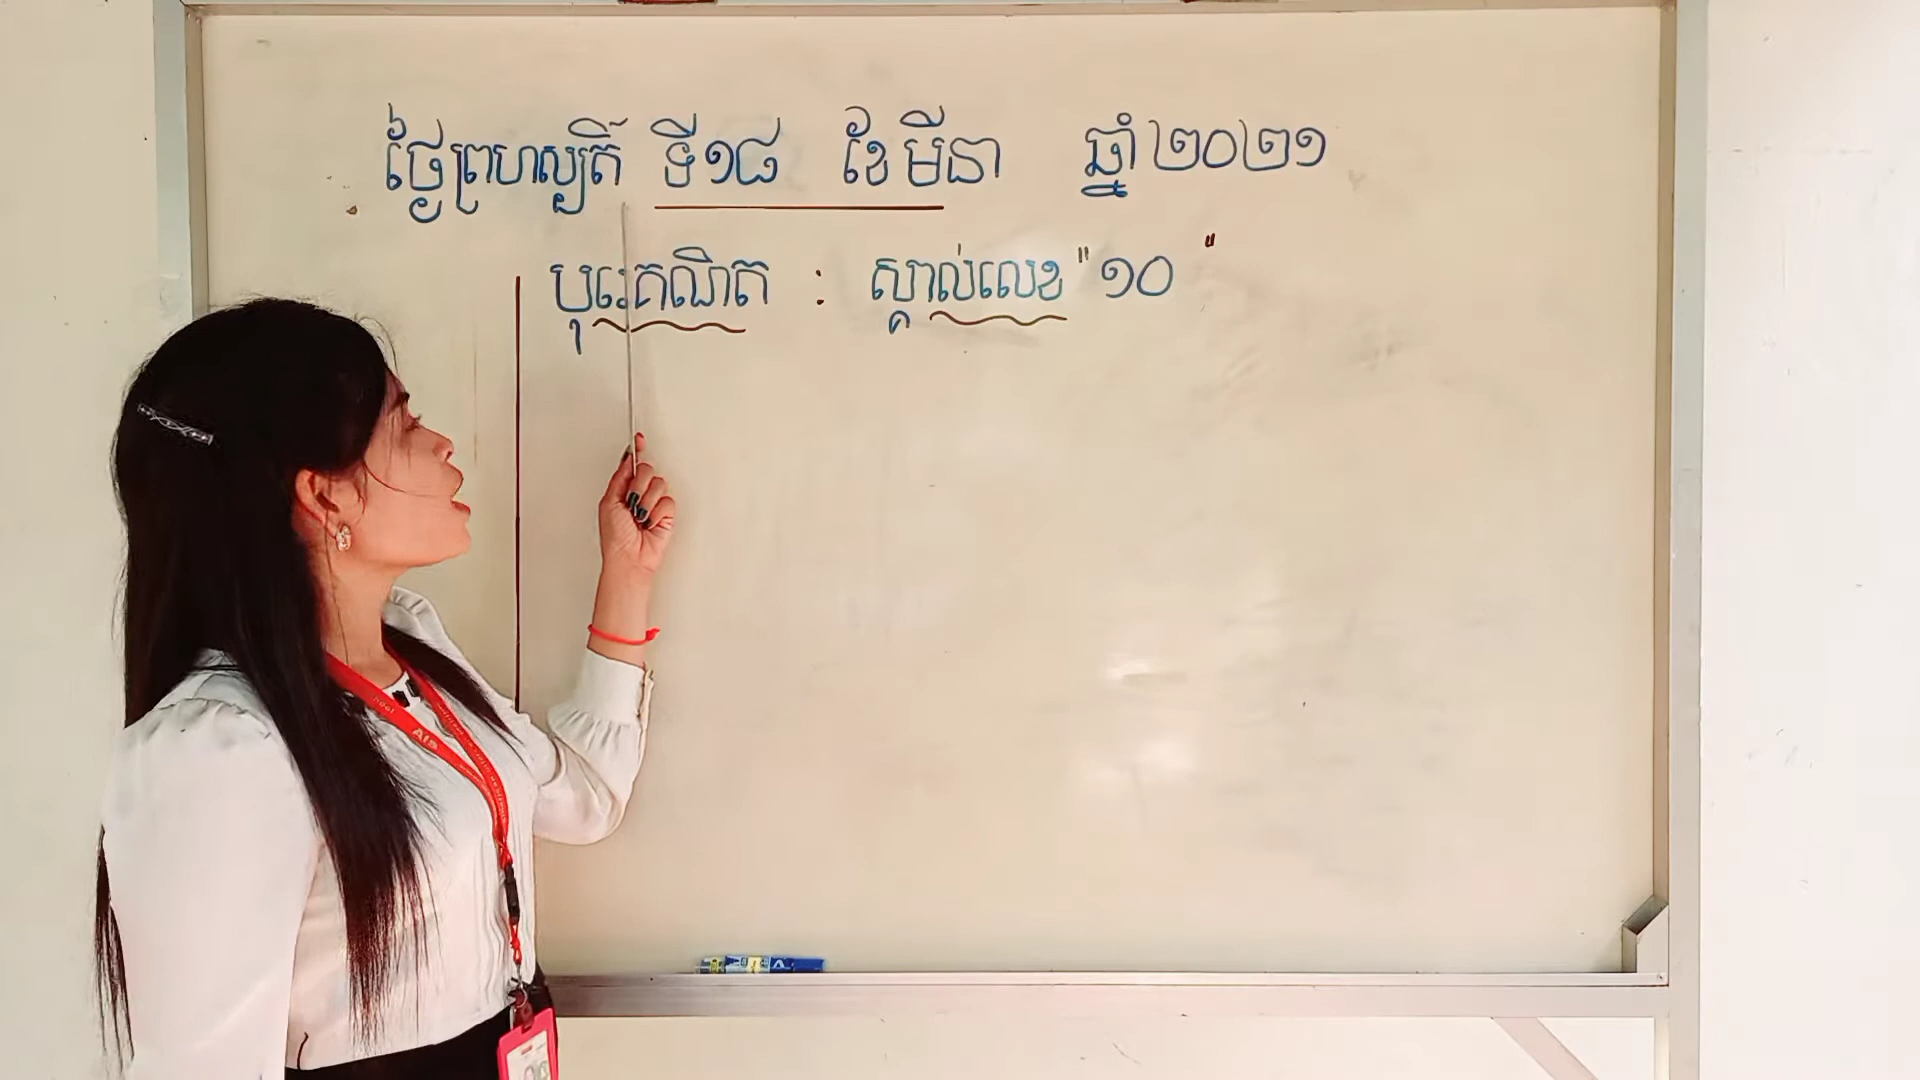 ថ្ងៃព្រហស្បតិ៍ ទី១៨ ខែមីនា ឆ្នាំ២០២១
បុរេគណិត : ស្គាល់លេខ "១០"